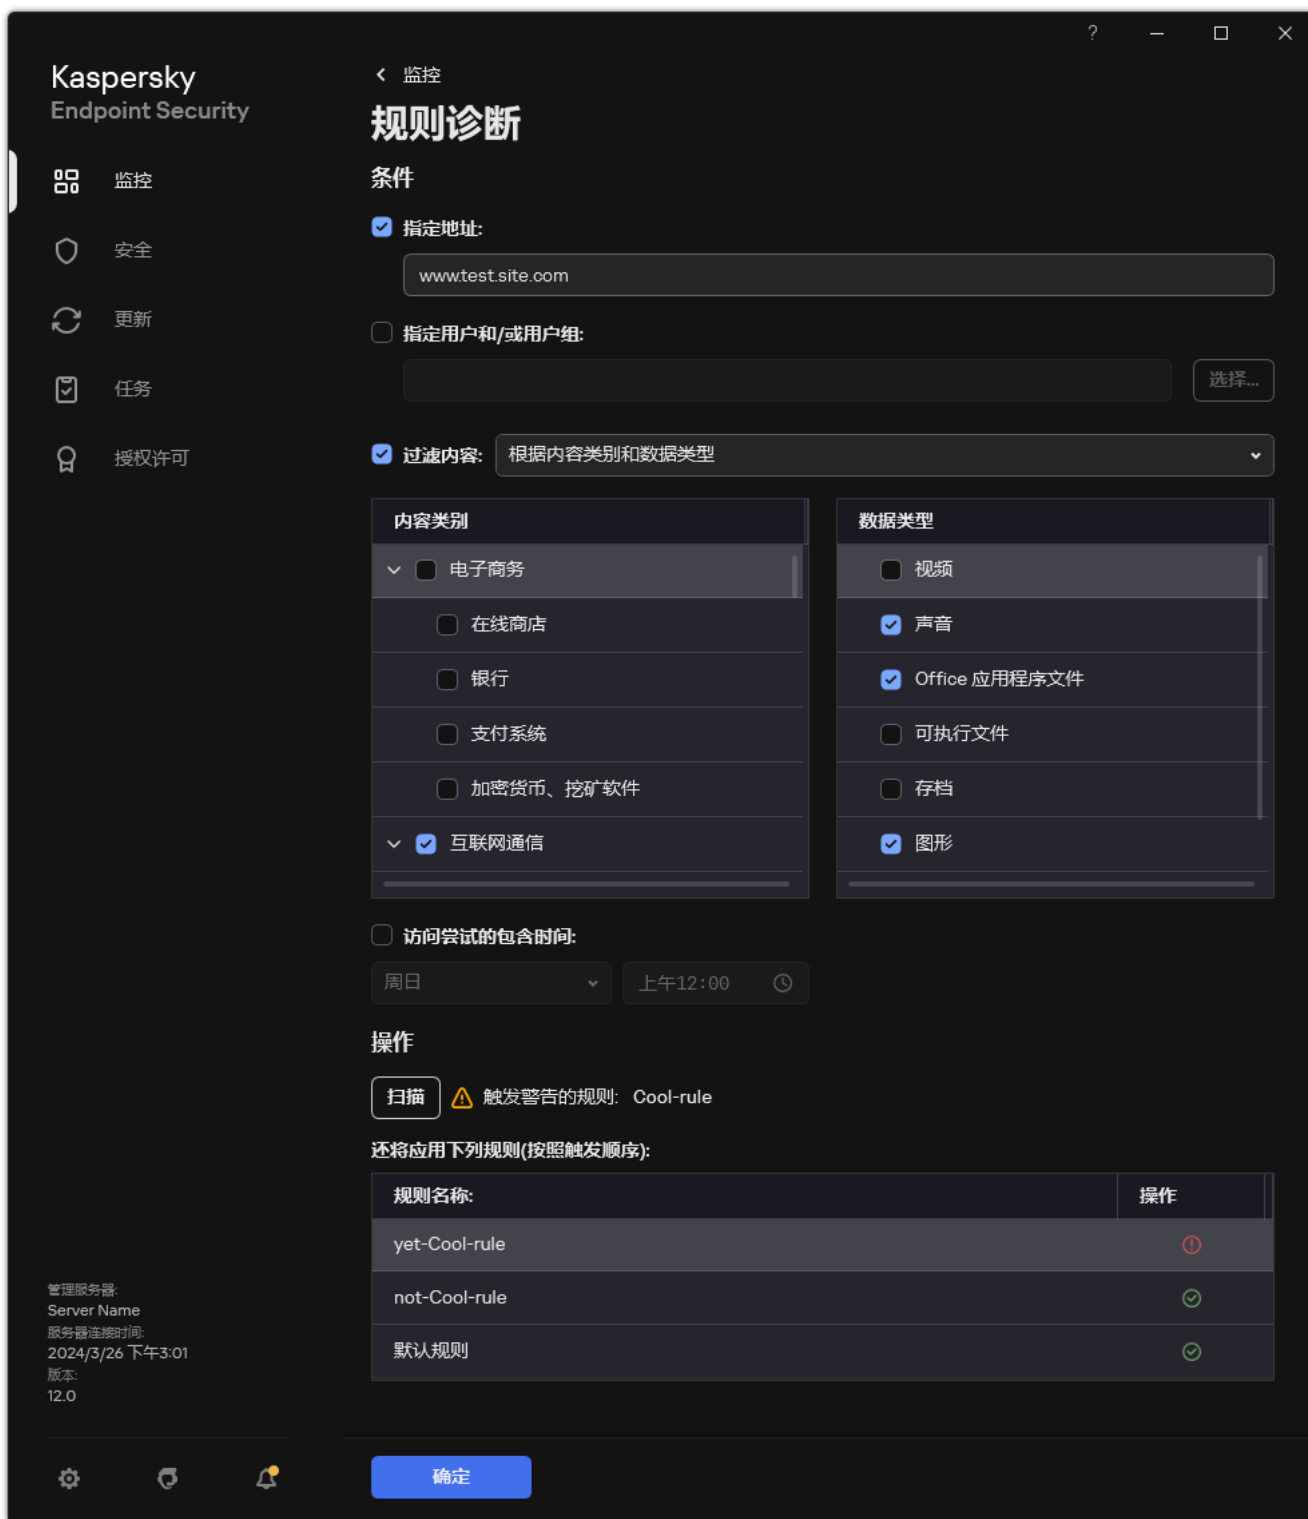 ?
Kaspersky
Endpoint Security
监控
安全
更新
任务
授权许可
管理服务器:
Server Name
服务器连接时间:
2024/3/26 下午3:01
版本:
12.0
监控
规则诊断
条件
指定地址:
www.test.site.com
指定用户和/或用户组:
选择...
过滤内容: 根据内容类别和数据类型
内容类别
电子商务
在线商店
银行
支付系统
加密货币、挖矿软件
互联网通信
数据类型
视频
声音
Office 应用程序文件
可执行文件
存档
图形
访问尝试的包含时间:
周日 上午12:00
操作
扫描 触发警告的规则: Cool-rule
还将应用下列规则(按照触发顺序):
规则名称: 操作
yet-Cool-rule
not-Cool-rule
默认规则
确定